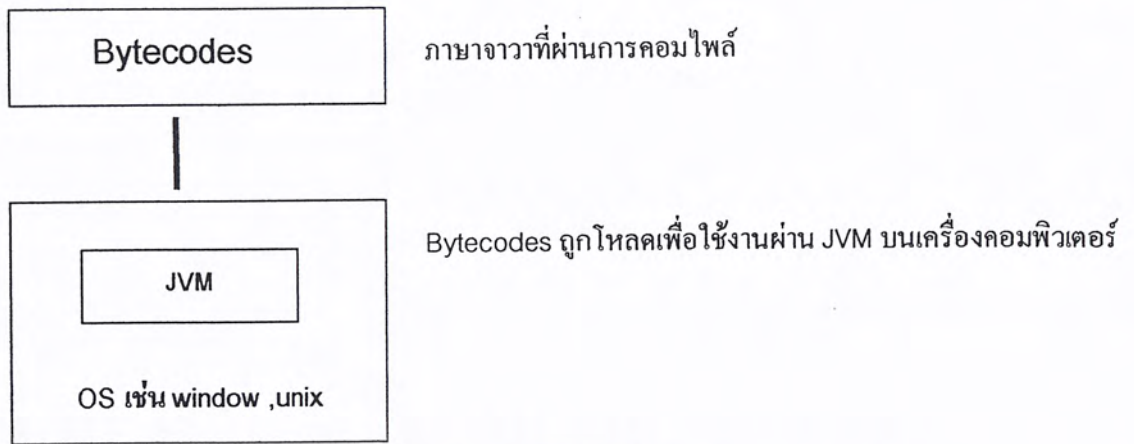 Bytecodes
ภาษาจาวาที่ผ่านการคอมไพล์
Bytecodes ถูกโหลดเพื่อใช้งานผ่าน JVM บนเครื่องคอมพิวเตอร์
JVM
OS เช่น window ,unix